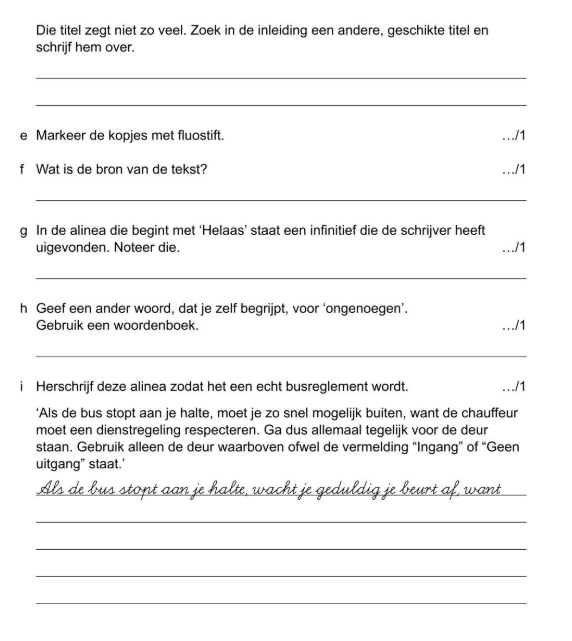 Die titel zegt niet zo veel. Zoek in de inleiding een andere, geschikte titel en
schrijf hem over.
e Markeer de kopjes met fluostift. …/1
f Wat is de bron van de tekst? …/1
g In de alinea die begint met ‘Helaas’ staat een infinitief die de schrijver heeft
uigevonden. Noteer die. …/1
h Geef een ander woord, dat je zelf begrijpt, voor ‘ongenoegen’.
Gebruik een woordenboek. …/1
i Herschrijf deze alinea zodat het een echt busreglement wordt. …/1
‘Als de bus stopt aan je halte, moet je zo snel mogelijk buiten, want de chauffeur
moet een dienstregeling respecteren. Ga dus allemaal tegelijk voor de deur
staan. Gebruik alleen de deur waarboven ofwel de vermelding “Ingang” of “Geen
uitgang” staat.’
Als de bus stopt aan je halte, wacht je geduldig je beurt af, want